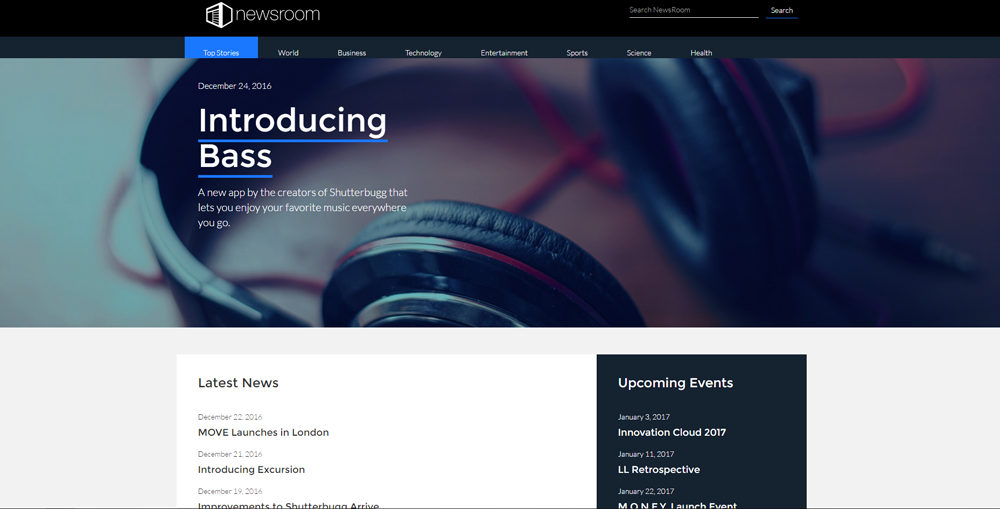 newsroom
Search NewsRoom
Search
Top Stories
World
Business
Technology
Entertainment
Sports
Science
Health
December 24, 2016
Introducing
Bass
A new app by the creators of Shutterbugg that
lets you enjoy your favorite music everywhere
you go.
Latest News
December 22, 2016
MOVE Launches in London
December 21, 2016
Introducing Excursion
December 19, 2016
Improvements to Shutterbugg Arrive
Upcoming Events
January 3, 2017
Innovation Cloud 2017
January 11, 2017
LL Retrospective
January 22, 2017
M.O.N.E.Y. Launch Event